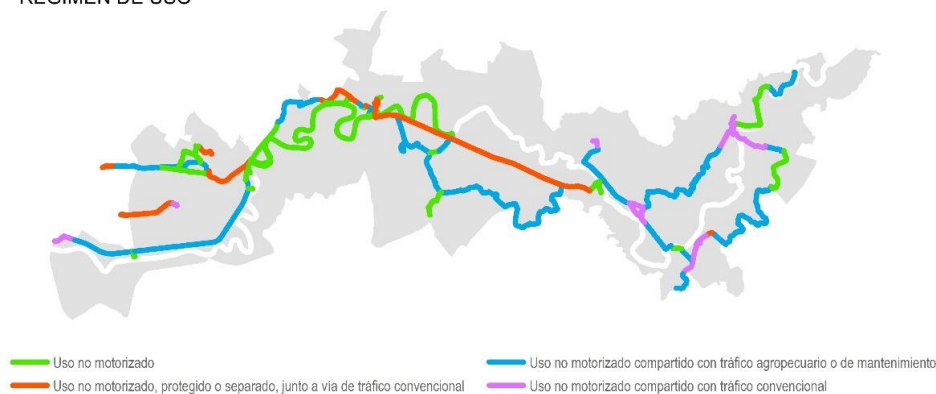 RÉGIMEN DE USO
Uso no motorizado
Uso no motorizado compartido con tráfico agropecuario o de mantenimiento
Uso no motorizado, protegido o separado, junto a vía de tráfico convencional
Uso no motorizado compartido con tráfico convencional